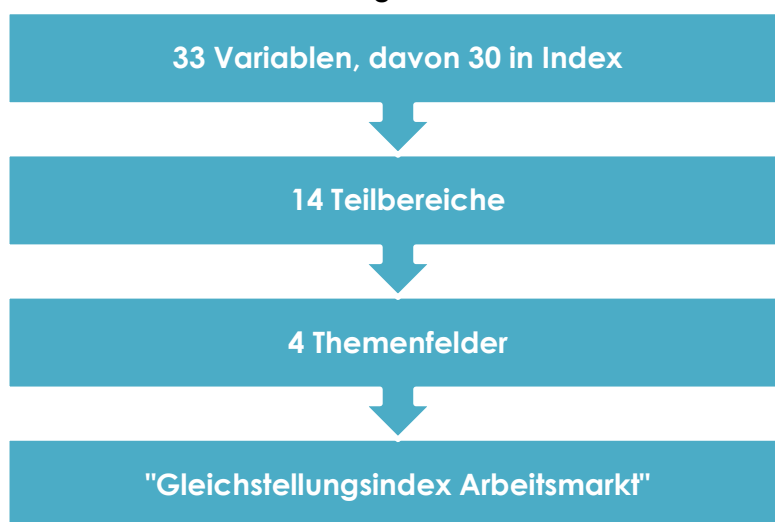 33 Variablen, davon 30 in Index
14 Teilbereiche
4 Themenfelder
"Gleichstellungsindex Arbeitsmarkt"